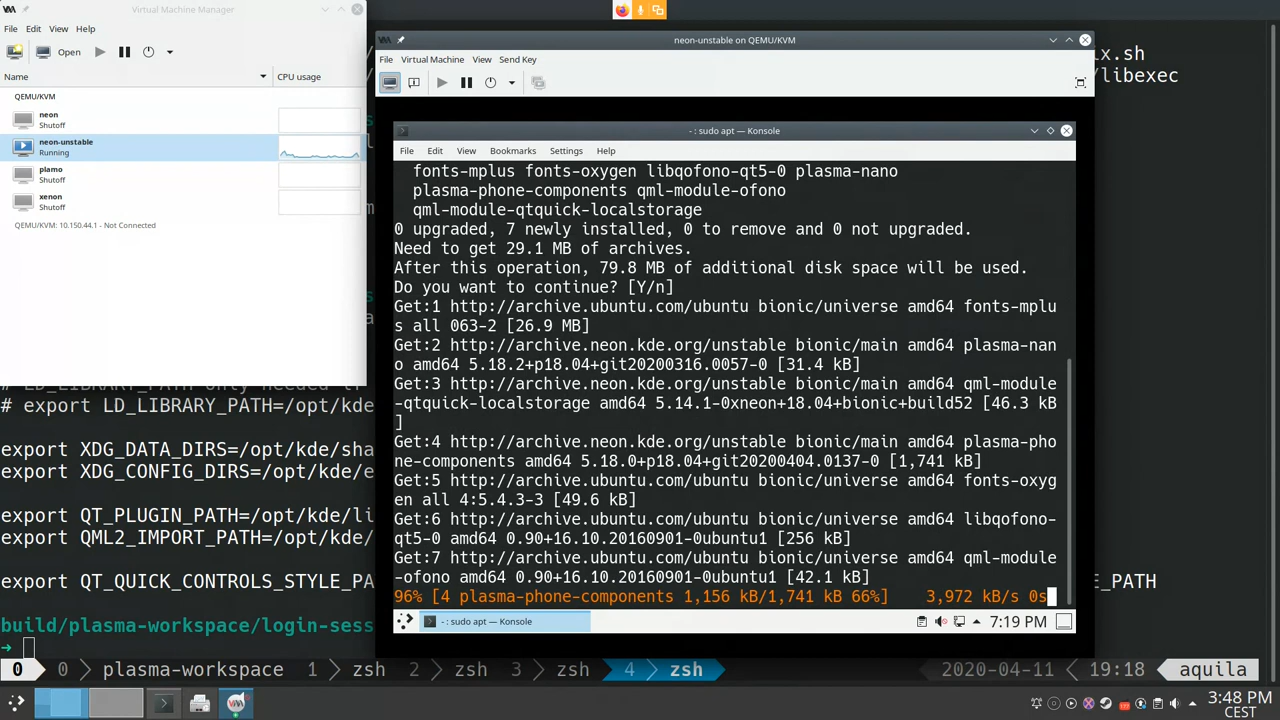 Virtual Machine Manager
File Edit View Help
Open
Name CPU usage
QEMU/KVM
neon
Shutoff
neon-unstable
Running
plamo
Shutoff
xenon
Shutoff
QEMU/KVM: 10.150.44.1 - Not Connected
ix.sh
/libexec
# export LD_LIBRARY_PATH=/opt/kde
export XDG_DATA_DIRS=/opt/kde/sha
export XDG_CONFIG_DIRS=/opt/kde/e
export QT_PLUGIN_PATH=/opt/kde/li
export QML2_IMPORT_PATH=/opt/kde/
export QT_QUICK_CONTROLS_STYLE_PA
E_PATH
build/plasma-workspace/login-sess
neon-unstable on QEMU/KVM
File Virtual Machine View Send Key
- : sudo apt — Konsole
File Edit View Bookmarks Settings Help
fonts-mplus fonts-oxygen libqofono-qt5-0 plasma-nano
plasma-phone-components qml-module-ofono
qml-module-qtquick-localstorage
0 upgraded, 7 newly installed, 0 to remove and 0 not upgraded.
Need to get 29.1 MB of archives.
After this operation, 79.8 MB of additional disk space will be used.
Do you want to continue? [Y/n]
Get:1 http://archive.ubuntu.com/ubuntu bionic/universe amd64 fonts-mplu
s all 063-2 [26.9 MB]
Get:2 http://archive.neon.kde.org/unstable bionic/main amd64 plasma-nan
o amd64 5.18.2+p18.04+git20200316.0057-0 [31.4 kB]
Get:3 http://archive.neon.kde.org/unstable bionic/main amd64 qml-module
-qtquick-localstorage amd64 5.14.1-0xneon+18.04+bionic+build52 [46.3 kB
]
Get:4 http://archive.neon.kde.org/unstable bionic/main amd64 plasma-pho
ne-components amd64 5.18.0+p18.04+git20200404.0137-0 [1,741 kB]
Get:5 http://archive.ubuntu.com/ubuntu bionic/universe amd64 fonts-oxyg
en all 4:5.4.3-3 [49.6 kB]
Get:6 http://archive.ubuntu.com/ubuntu bionic/universe amd64 libqofono-
qt5-0 amd64 0.90+16.10.20160901-0ubuntu1 [256 kB]
Get:7 http://archive.ubuntu.com/ubuntu bionic/universe amd64 qml-module
-ofono amd64 0.90+16.10.20160901-0ubuntu1 [42.1 kB]
96% [4 plasma-phone-components 1,156 kB/1,741 kB 66%] 3,972 kB/s 0s
- : sudo apt — Konsole
7:19 PM
0 0 plasma-workspace 1 zsh 2 zsh 3 zsh 4 zsh 2020-04-11 19:18 aquila
3:48 PM
CEST